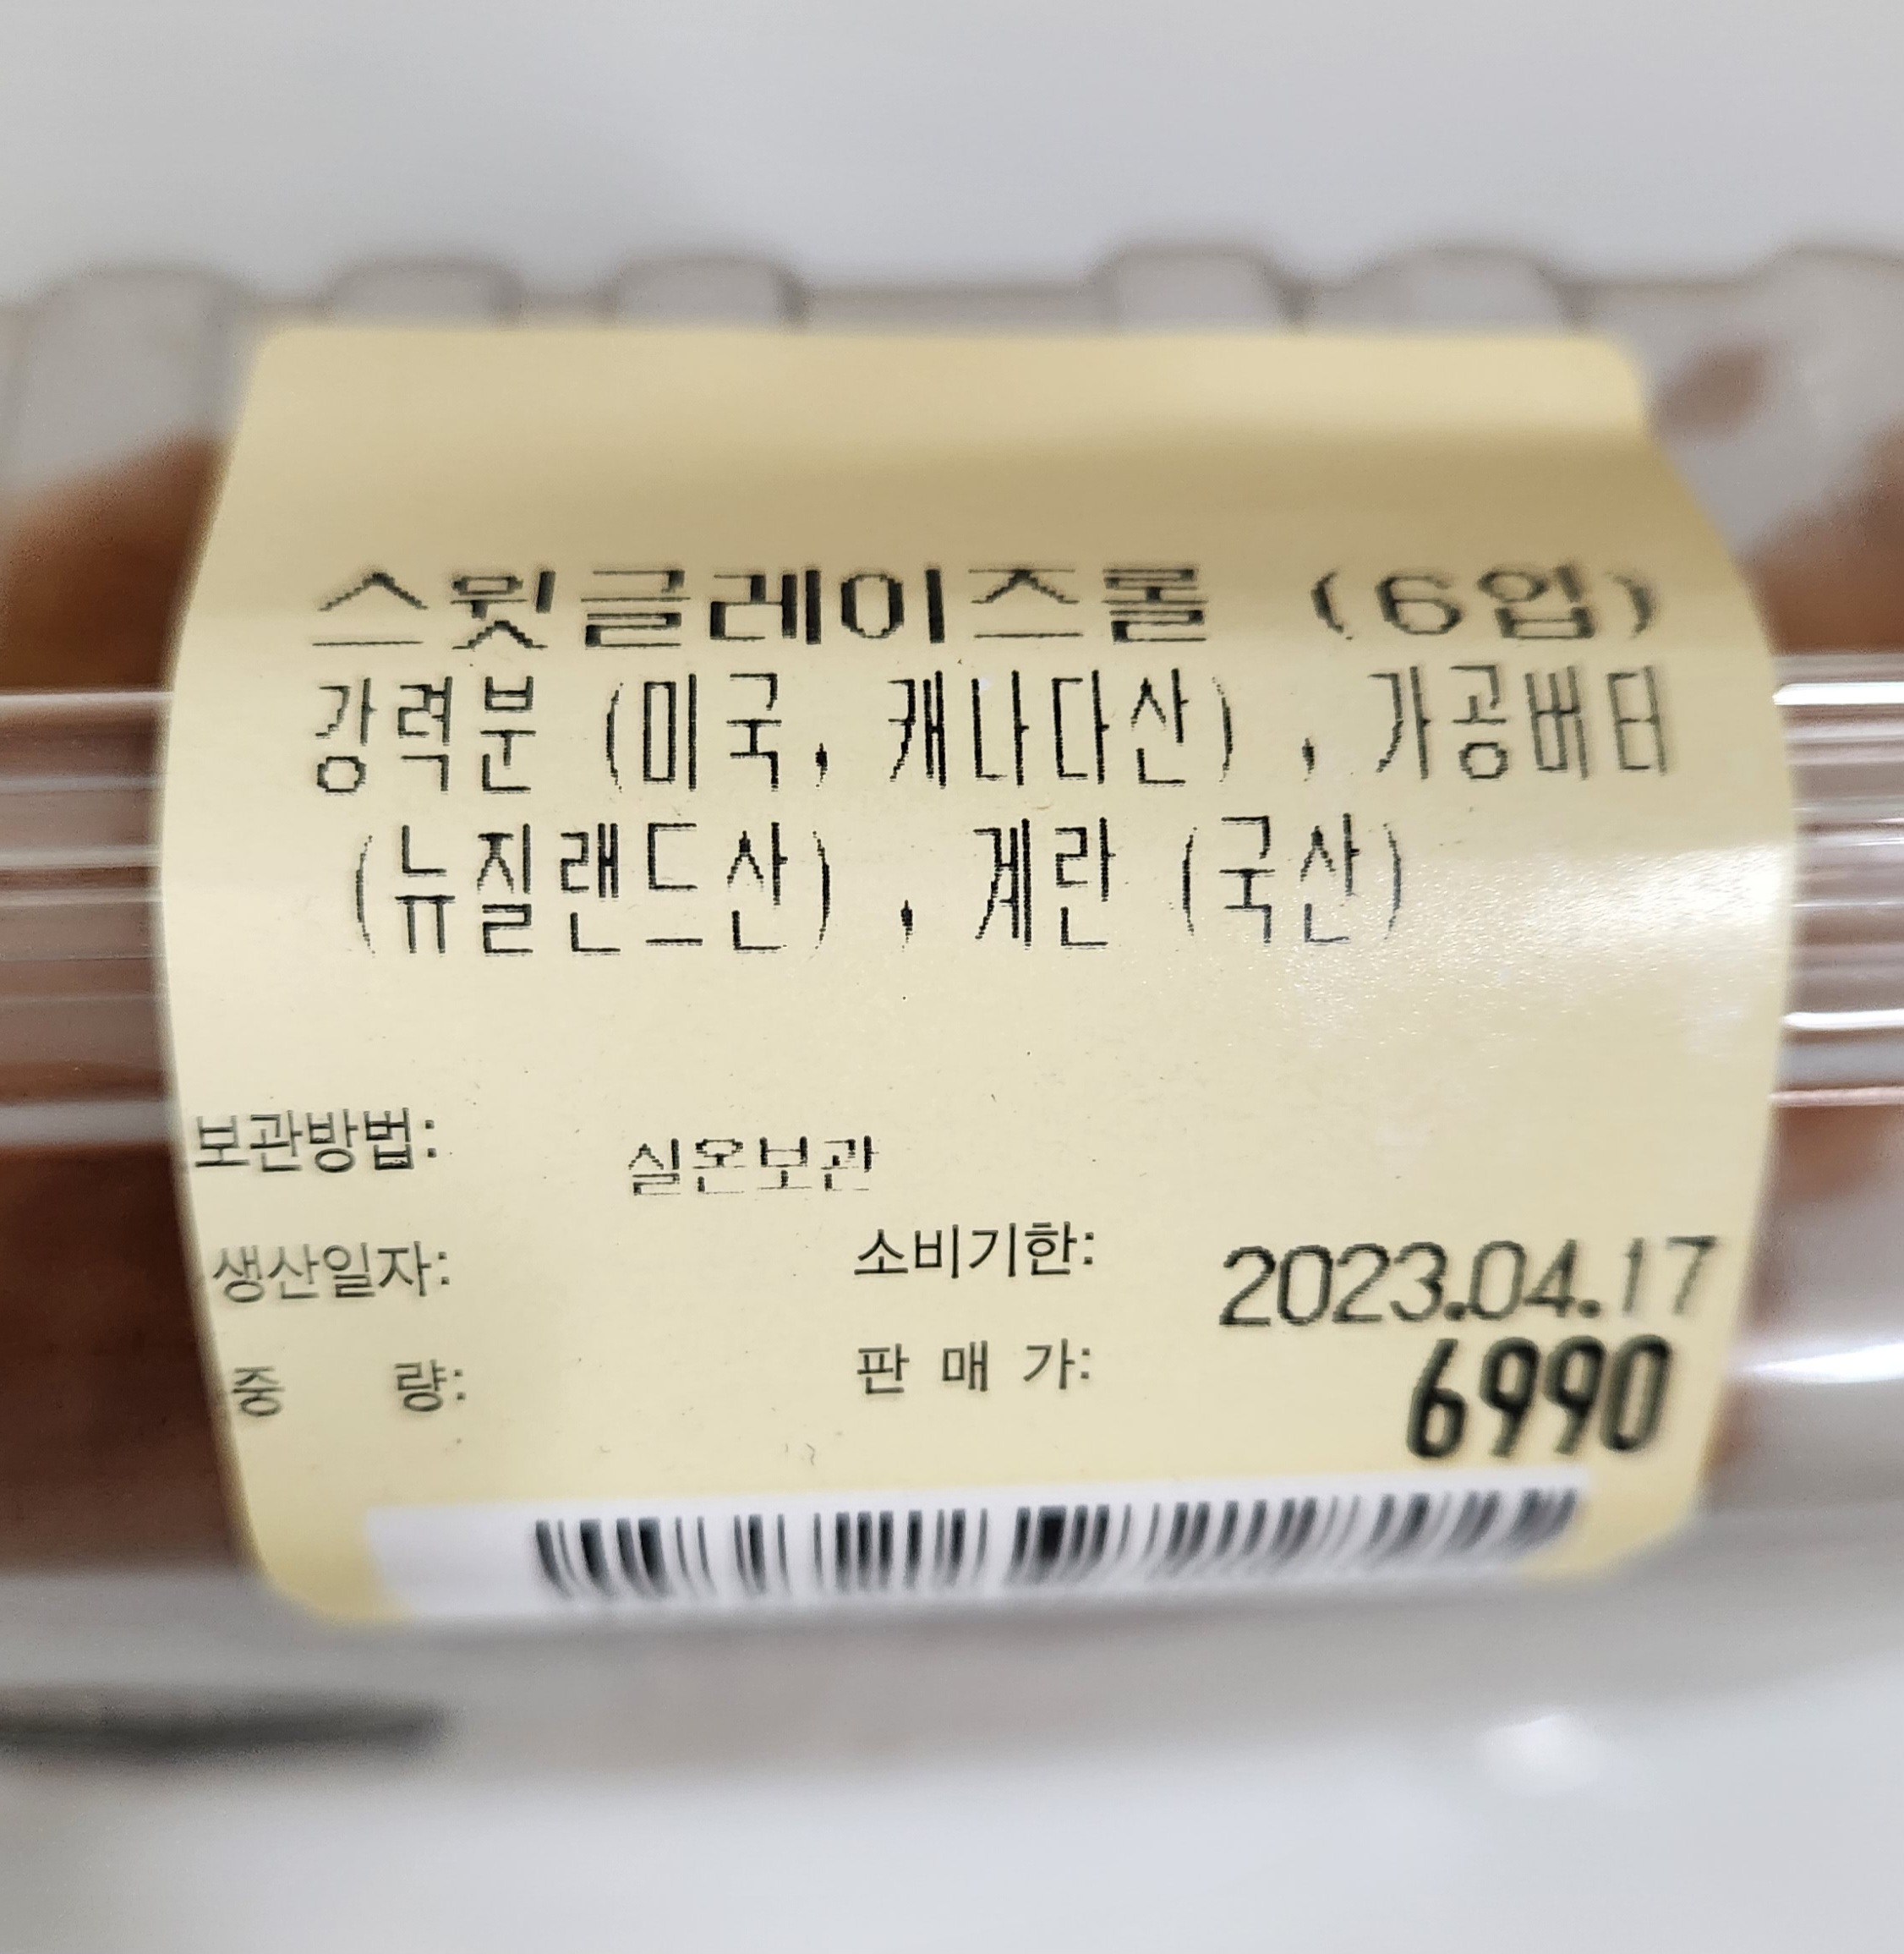 스윗글레이즈롤 (6입)
강력분 (미국, 캐나다산) , 가공버터
(뉴질랜드산) , 계란 (국산)
보관방법: 실온보관
생산일자: 소비기한: 2023.04.17
중 량: 판 매 가: 6990